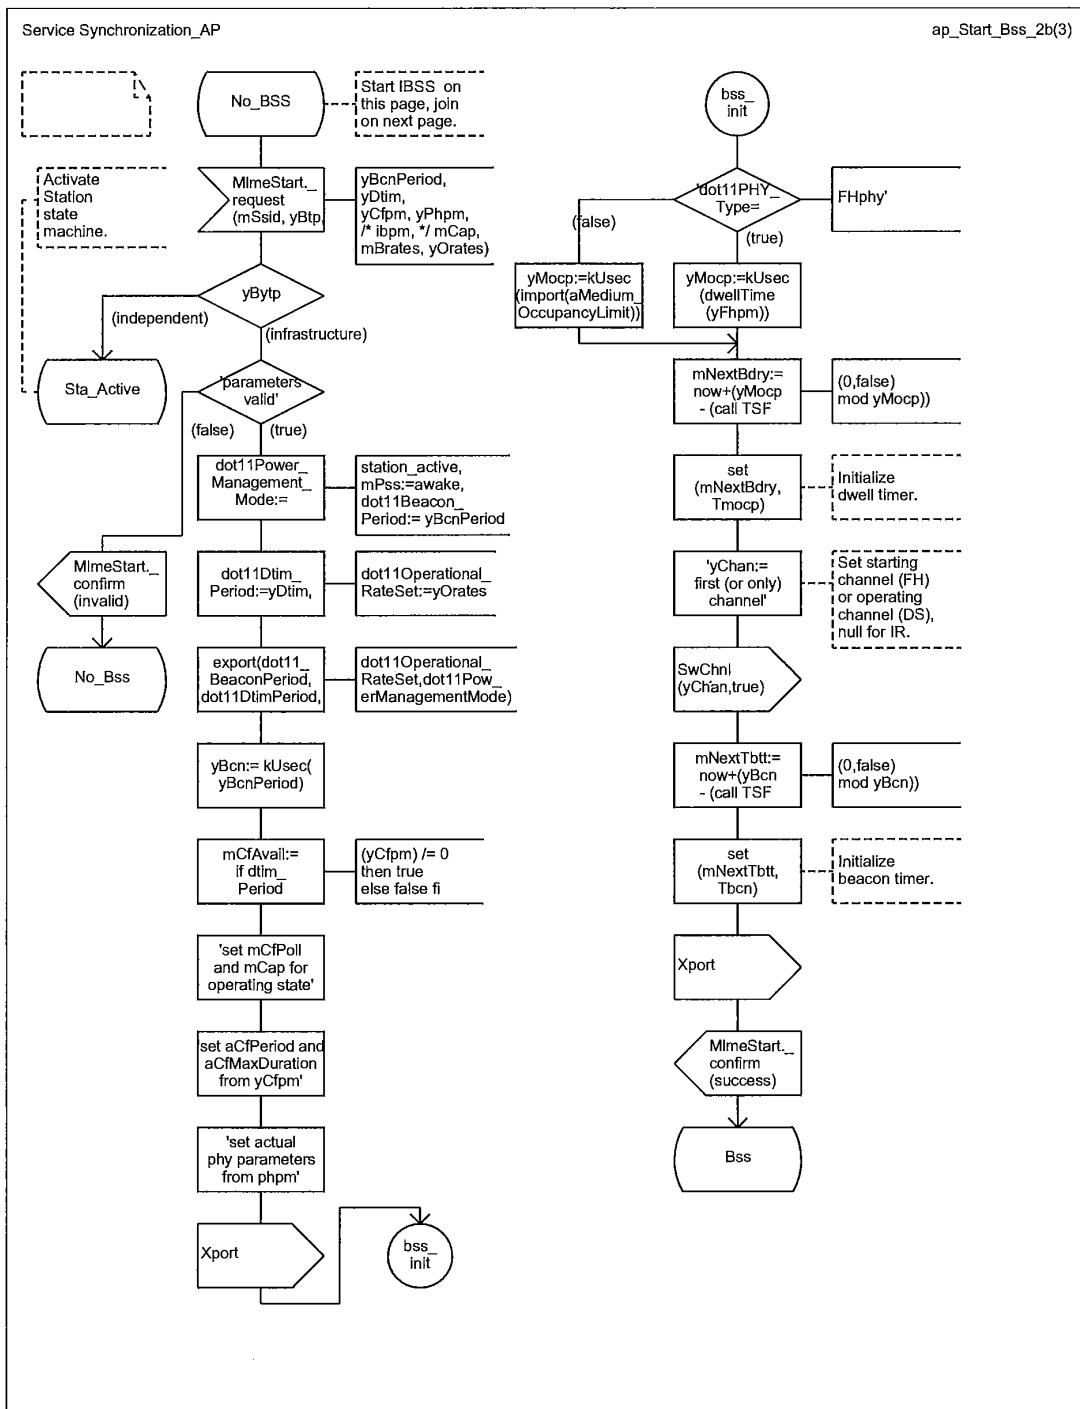 Service Synchronization_AP
ap_Start_Bss_2b(3)
No_BSS
Start IBSS on
this page, join
on next page.
Activate
Station
state
machine.
MlmeStart._
request
(mSsid, yBtp,
yBcnPeriod,
yDtim,
yCfpm, yPhpm,
/* ibpm, */ mCap,
mBrates, yOrates)
yBytp
(independent)
(infrastructure)
Sta_Active
'parameters
valid'
(false)
(true)
dot11Power_
Management_
Mode:=
station_active,
mPss:=awake,
dot11Beacon_
Period:= yBcnPeriod
MlmeStart._
confirm
(invalid)
No_Bss
dot11Dtim_
Period:=yDtim,
dot11Operational_
RateSet:=yOrates
export(dot11_
BeaconPeriod,
dot11DtimPeriod,
dot11Operational_
RateSet,dot11Pow_
erManagementMode)
yBcn:= kUsec(
yBcnPeriod)
mCfAvail:=
if dtim_
Period
(yCfpm) /= 0
then true
else false fi
'set mCfPoll
and mCap for
operating state'
'set aCfPeriod and
aCfMaxDuration
from yCfpm'
'set actual
phy parameters
from phpm'
Xport
bss_
init
bss_
init
'dot11PHY_
Type=
FHphy'
(false)
(true)
yMocp:=kUsec
(import(aMedium_
OccupancyLimit))
yMocp:=kUsec
(dwellTime
(yFhpm))
mNextBdry:=
now+(yMocp
- (call TSF
(0,false)
mod yMocp))
set
(mNextBdry,
Tmocp)
Initialize
dwell timer.
'yChan:=
first (or only)
channel'
Set starting
channel (FH)
or operating
channel (DS),
null for IR.
SwChnl
(yChan,true)
mNextTbtt:=
now+(yBcn
- (call TSF
(0,false)
mod yBcn))
set
(mNextTbtt,
Tbcn)
Initialize
beacon timer.
Xport
MlmeStart._
confirm
(success)
Bss